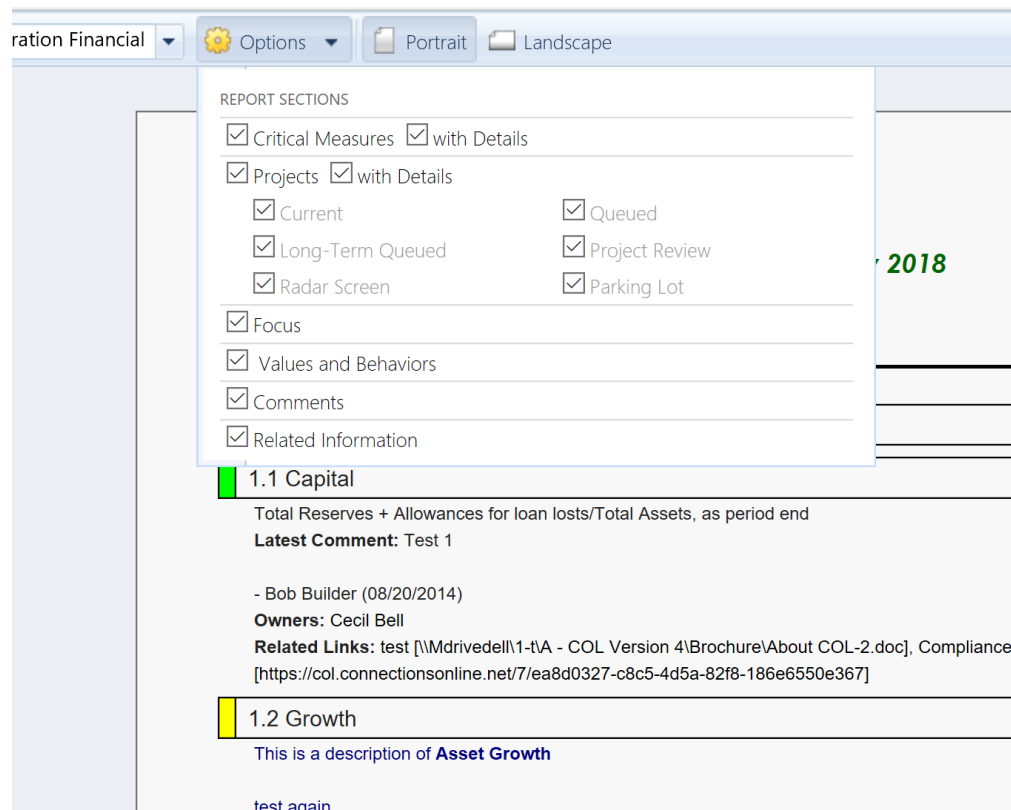 ration Financial Options Portrait Landscape
REPORT SECTIONS
Critical Measures with Details
Projects with Details
Current Queued
Long-Term Queued Project Review
Radar Screen Parking Lot
2018
Focus
Values and Behaviors
Comments
Related Information
1.1 Capital
Total Reserves + Allowances for loan losts/Total Assets, as period end
Latest Comment: Test 1
- Bob Builder (08/20/2014)
Owners: Cecil Bell
Related Links: test [\\Mdrivedell\1-t\A - COL Version 4\Brochure\About COL-2.doc], Compliance
[https://col.connectionsonline.net/7/ea8d0327-c8c5-4d5a-82f8-186e6550e367]
1.2 Growth
This is a description of Asset Growth
test again